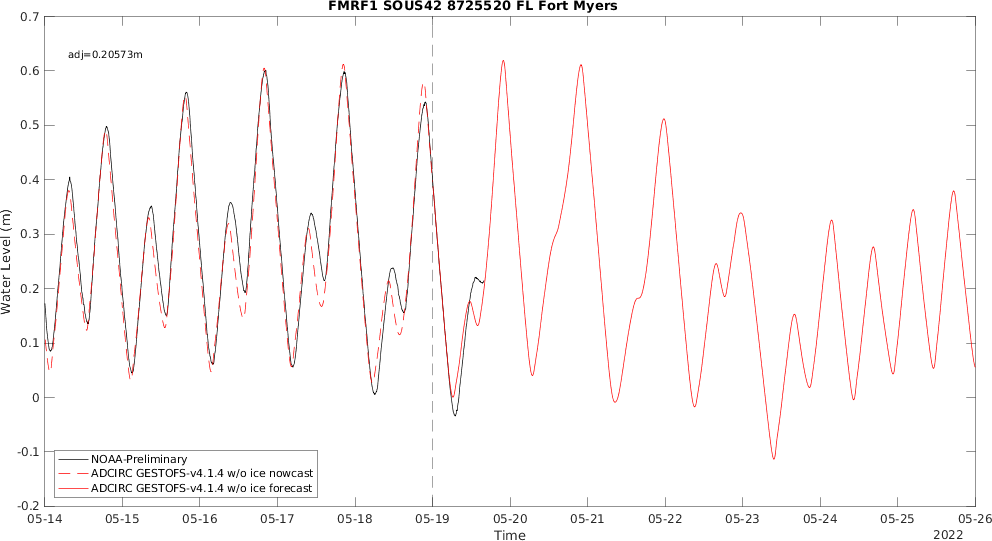 FMRF1 SOUS42 8725520 FL Fort Myers
adj=0.20573m
0.7
0.6
0.5
0.4
0.3
0.2
0.1
0
-0.1
-0.2
Water Level (m)
NOAA-Preliminary
ADCIRC GESTOFS-v4.1.4 w/o ice nowcast
ADCIRC GESTOFS-v4.1.4 w/o ice forecast
05-14 05-15 05-16 05-17 05-18 05-19 05-20 05-21 05-22 05-23 05-24 05-25 05-26
Time
2022